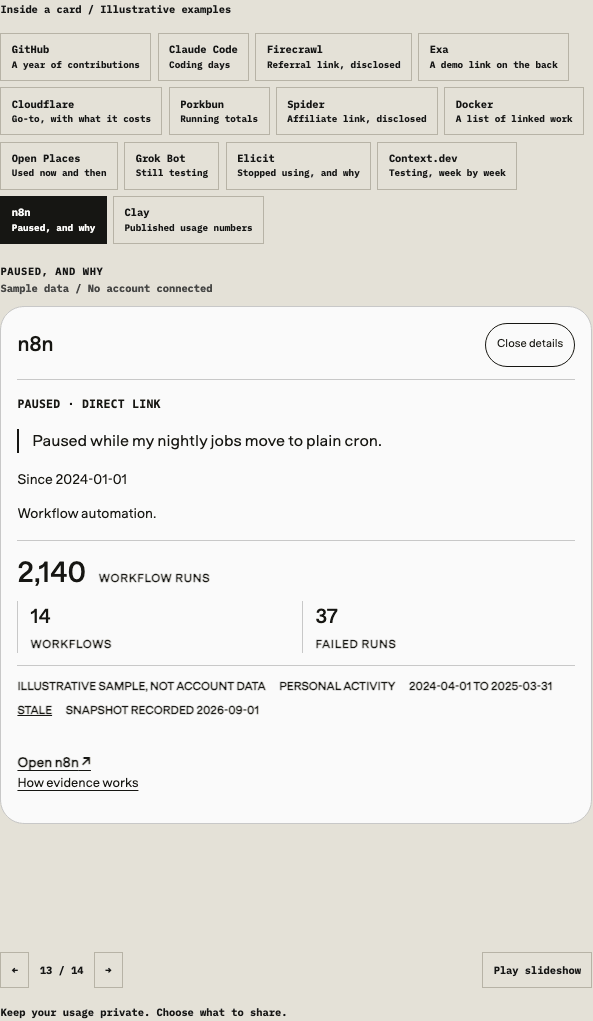 Inside a card / Illustrative examples
GitHub
A year of contributions
Claude Code
Coding days
Firecrawl
Referral link, disclosed
Exa
A demo link on the back
Cloudflare
Go-to, with what it costs
Porkbun
Running totals
Spider
Affiliate link, disclosed
Docker
A list of linked work
Open Places
Used now and then
Grok Bot
Still testing
Elicit
Stopped using, and why
Context.dev
Testing, week by week
n8n
Paused, and why
Clay
Published usage numbers
PAUSED, AND WHY
Sample data / No account connected
n8n
Close details
PAUSED · DIRECT LINK
Paused while my nightly jobs move to plain cron.
Since 2024-01-01
Workflow automation.
2,140 WORKFLOW RUNS
14
WORKFLOWS
37
FAILED RUNS
ILLUSTRATIVE SAMPLE, NOT ACCOUNT DATA PERSONAL ACTIVITY 2024-04-01 TO 2025-03-31
STALE SNAPSHOT RECORDED 2026-09-01
Open n8n ↗
How evidence works
← 13 / 14 → Play slideshow
Keep your usage private. Choose what to share.